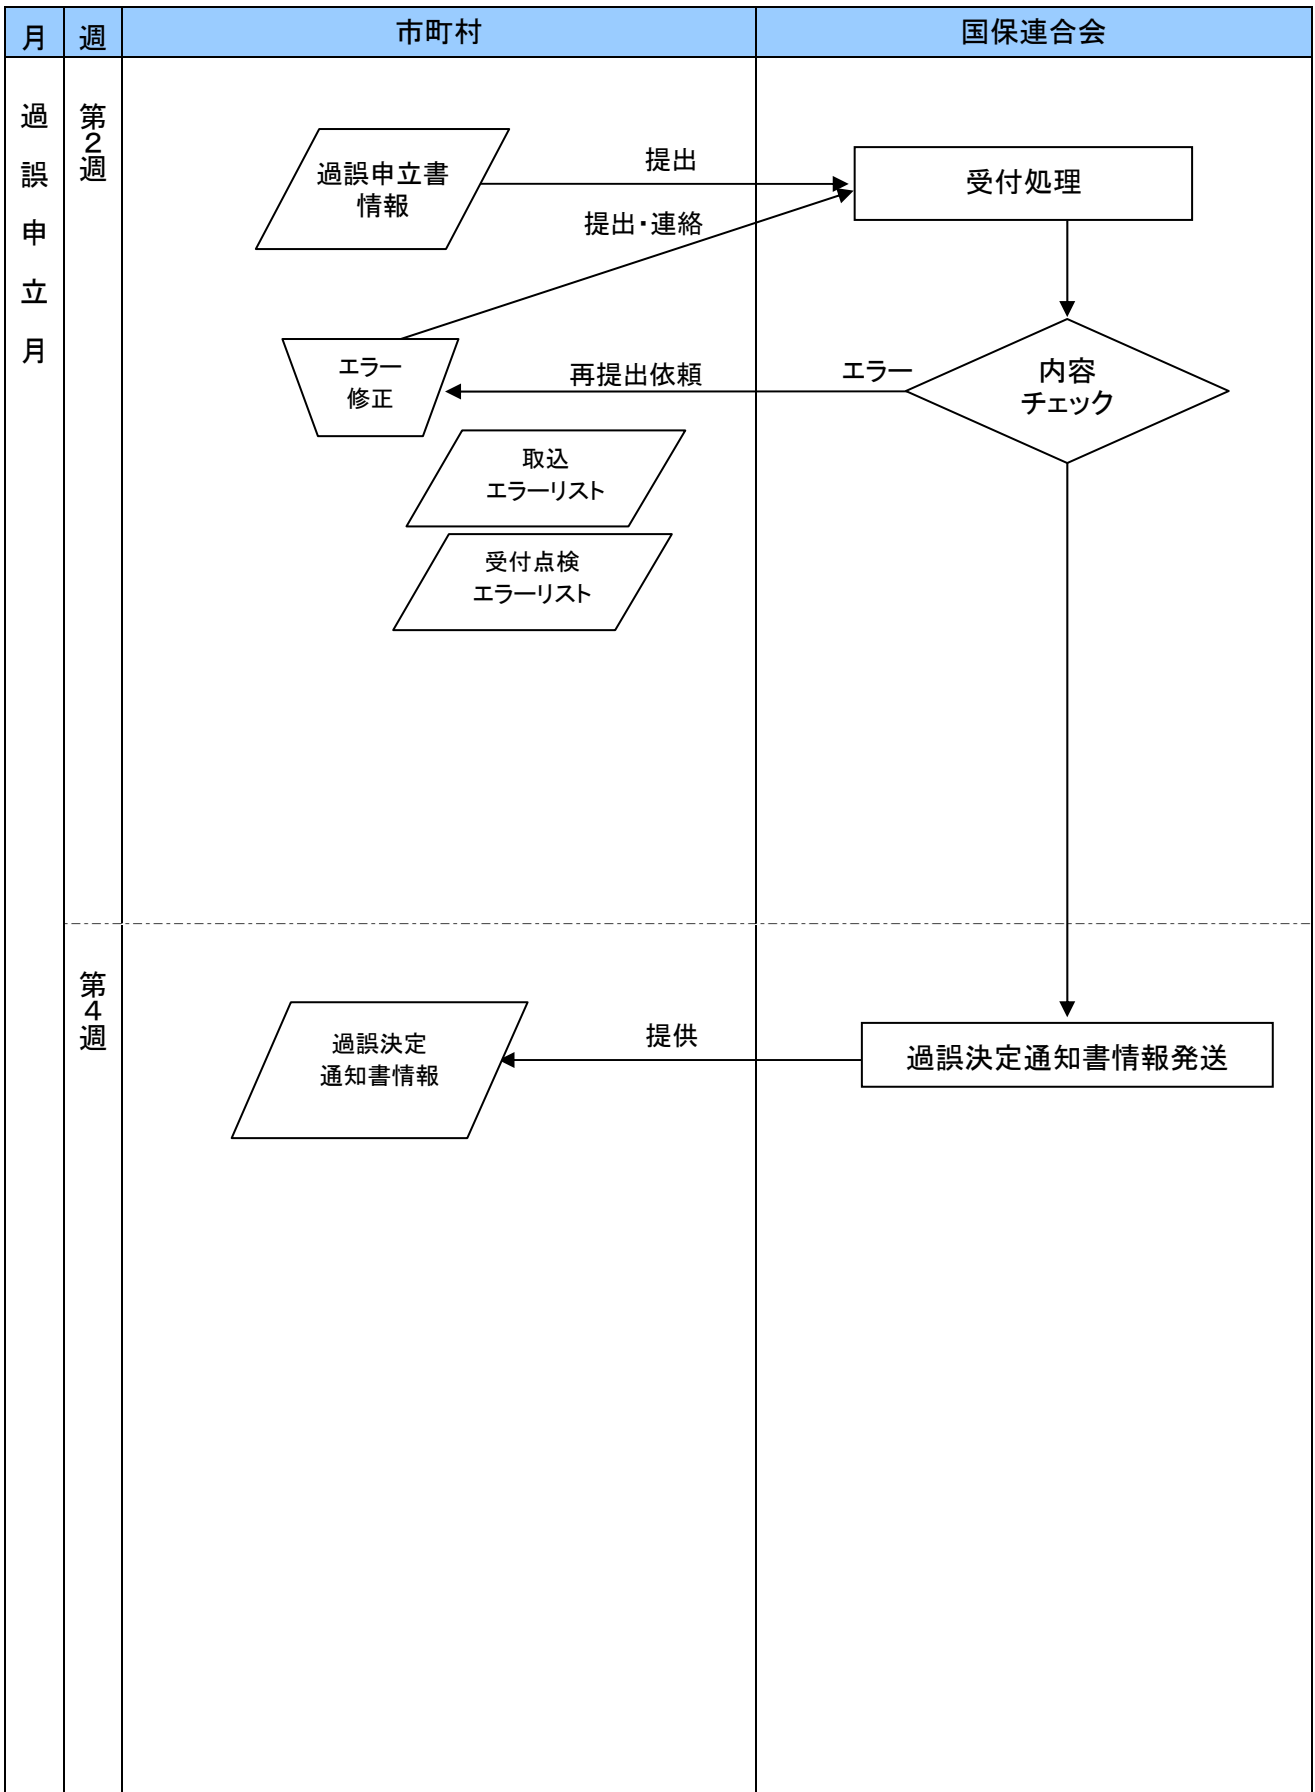 月
週
市町村
国保連合会
過誤申立月
第2週
過誤申立書
情報
提出
受付処理
提出・連絡
エラー
修正
再提出依頼
エラー
内容
チェック
取込
エラーリスト
受付点検
エラーリスト
第4週
過誤決定
通知書情報
提供
過誤決定通知書情報発送